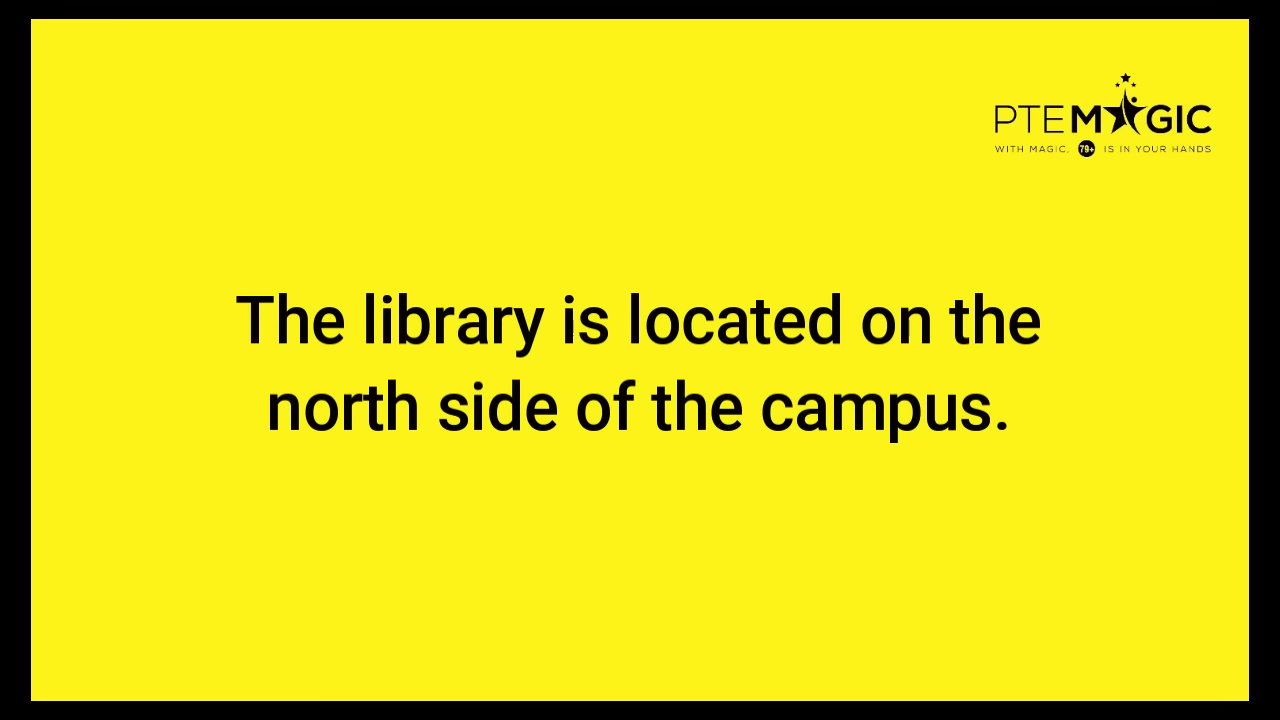 PTEMAGIC
WITH MAGIC, 79+ IS IN YOUR HANDS
The library is located on the
north side of the campus.